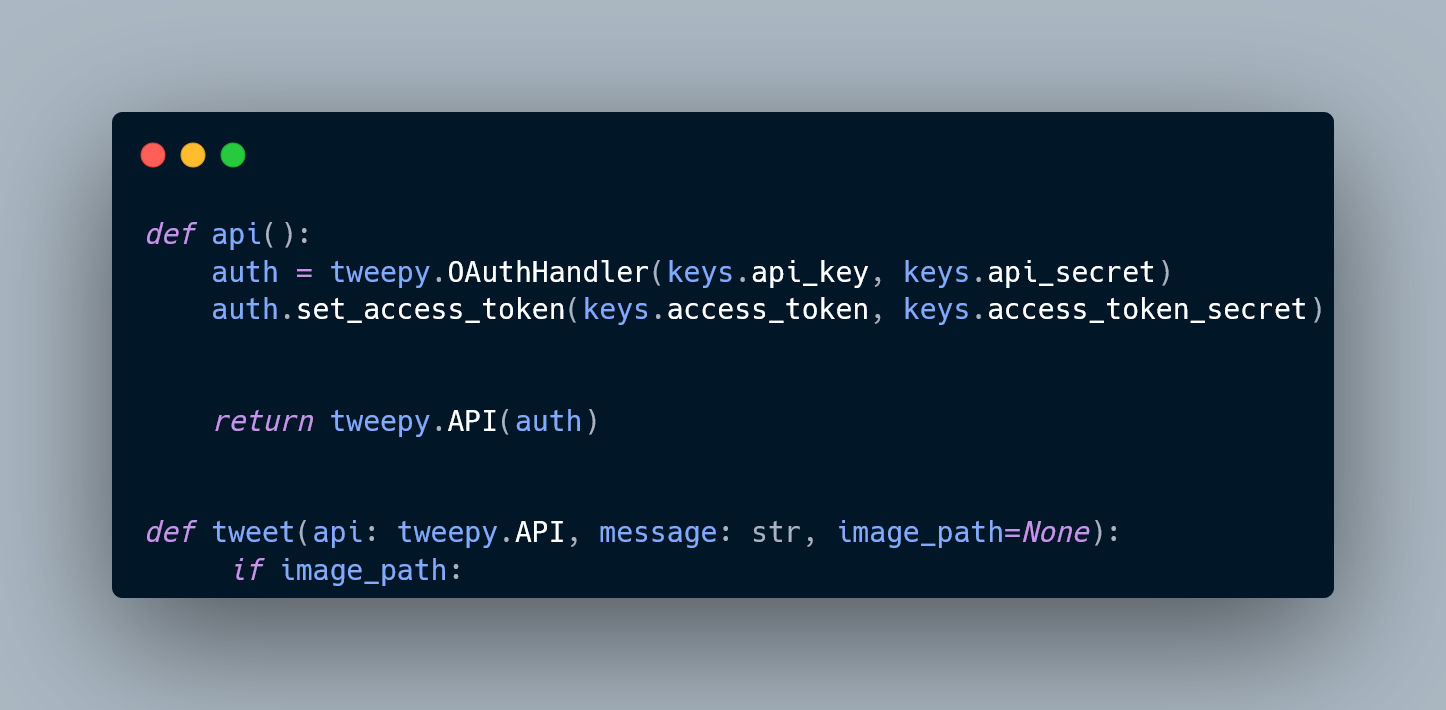 def api():
    auth = tweepy.OAuthHandler(keys.api_key, keys.api_secret)
    auth.set_access_token(keys.access_token, keys.access_token_secret)


    return tweepy.API(auth)


def tweet(api: tweepy.API, message: str, image_path=None):
     if image_path: